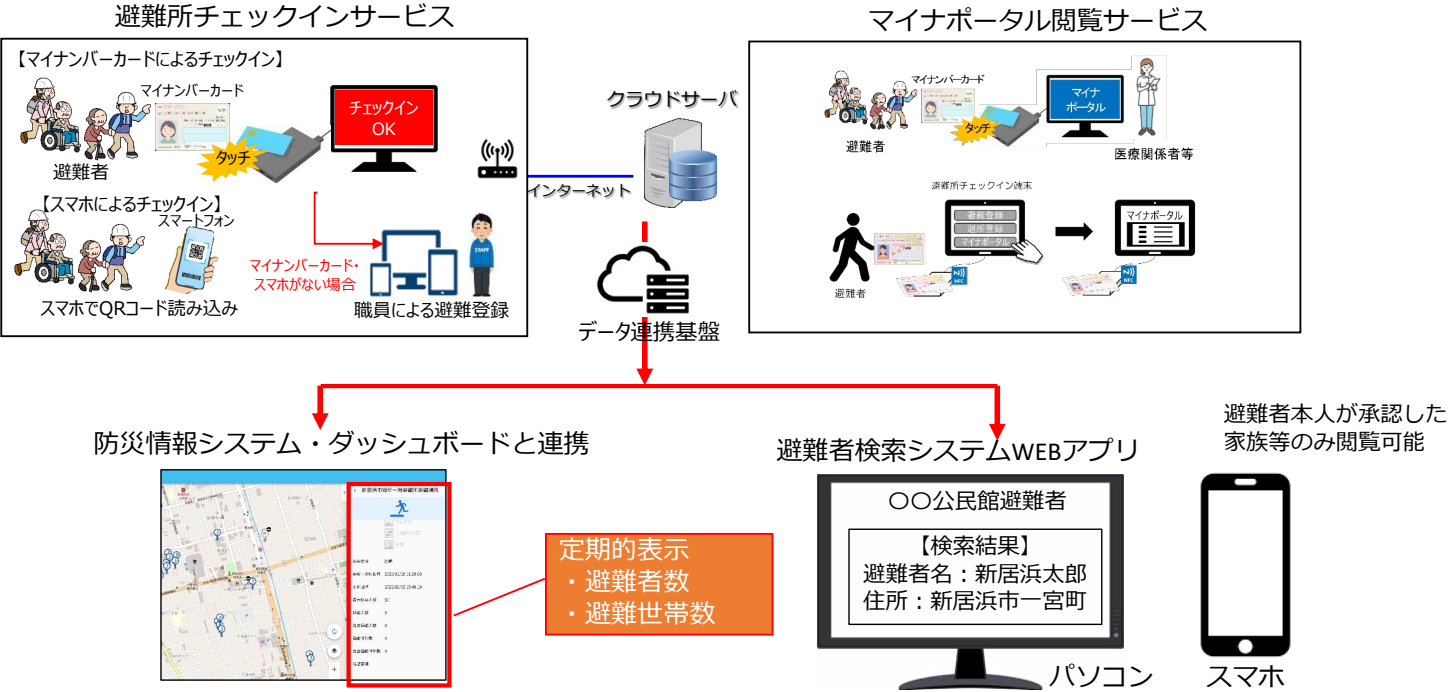 避難所チェックインサービス
【マイナンバーカードによるチェックイン】
マイナンバーカード
チェックイン
OK
タッチ
避難者
【スマホによるチェックイン】
スマートフォン
マイナンバーカード・
スマホがない場合
STAFF
スマホでQRコード読み込み
職員による避難登録
クラウドサーバ
インターネット
データ連携基盤
マイナポータル閲覧サービス
マイナンバーカード
マイナ
ポータル
タッチ
避難者
医療関係者等
避難所チェックイン端末
避難登録
退所登録
マイナポータル
マイナポータル
N))
NFC
N))
NFC
避難者
防災情報システム・ダッシュボードと連携
定期的表示
・避難者数
・避難世帯数
避難者検索システムWEBアプリ
〇〇公民館避難者
【検索結果】
避難者名：新居浜太郎
住所：新居浜市一宮町
パソコン
避難者本人が承認した
家族等のみ閲覧可能
スマホ